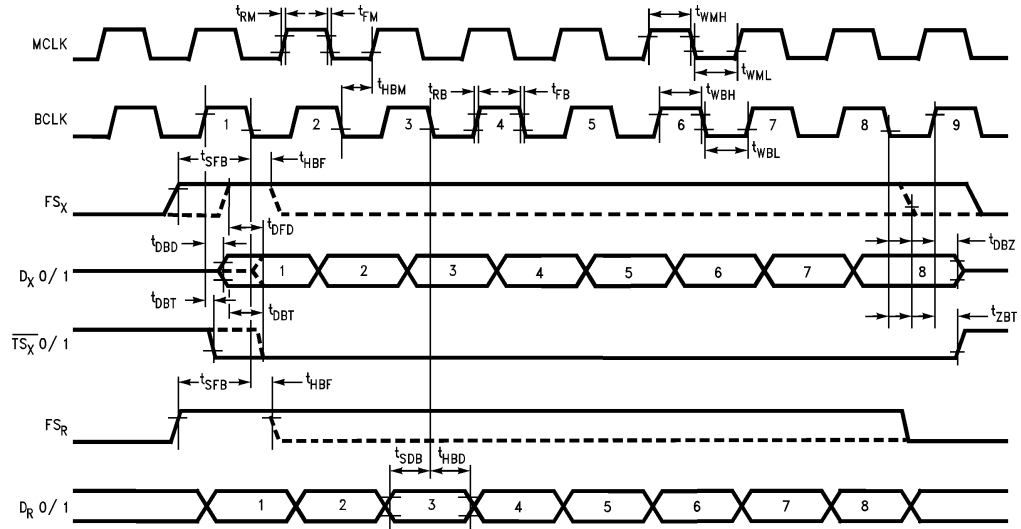 tRM tFM tWMH
MCLK
tHBM tRB tFB tWBH tWML
BCLK 1 2 3 4 5 6 7 8 9
tSFB tHBF tWBL
FSX
tDFD
tDBD tDBZ
DX 0/1 1 2 3 4 5 6 7 8
tDBT tDBT tZBT
TSX 0/1
tSFB tHBF
FSR
tSDB tHBD
DR 0/1 1 2 3 4 5 6 7 8